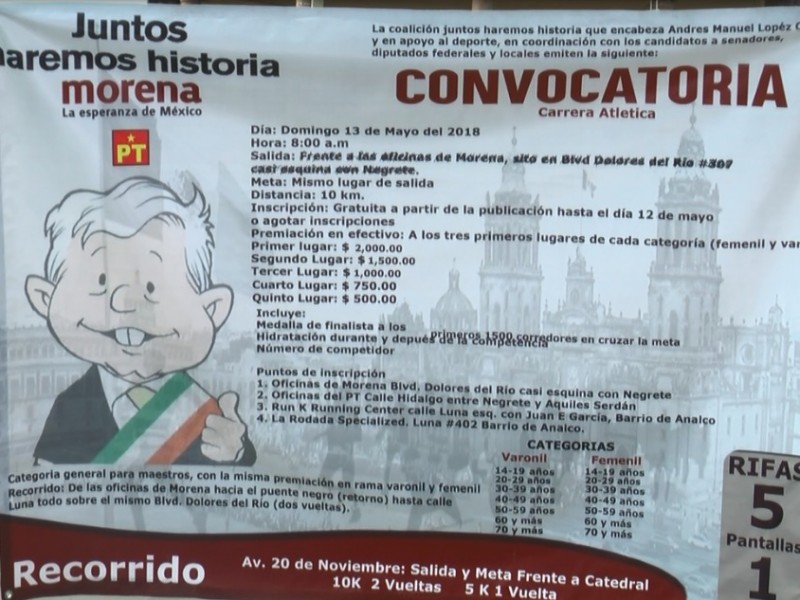 Juntos
haremos historia
morena
La esperanza de México
PT
La coalición juntos haremos historia que encabeza Andres Manuel Lopéz
y en apoyo al deporte, en coordinación con los candidatos a senadores,
diputados federales y locales emiten la siguiente:
CONVOCATORIA
Carrera Atletica
Día: Domingo 13 de Mayo del 2018
Hora: 8:00 a.m
Salida: Frente a las oficinas de Morena, sito en Blvd Dolores del Río #307
casi esquina con Negrete.
Meta: Mismo lugar de salida
Distancia: 10 km.
Inscripción: Gratuita a partir de la publicación hasta el día 12 de mayo
o agotar inscripciones
Premiación en efectivo: A los tres primeros lugares de cada categoría (femenil y var
Primer lugar: $ 2,000.00
Segundo Lugar: $ 1,500.00
Tercer Lugar: $ 1,000.00
Cuarto Lugar: $ 750.00
Quinto Lugar: $ 500.00
Incluye:
Medalla de finalista a los primeros 1500 corredores en cruzar la meta
Hidratación durante y depués de la competencia
Número de competidor
Puntos de inscripción
1. Oficinas de Morena Blvd. Dolores del Río casi esquina con Negrete
2. Oficinas del PT Calle Hidalgo entre Negrete y Aquiles Serdán
3. Run K Running Center calle Luna esq. con Juan E García, Barrio de Analco
4. La Rodada Specialized. Luna #402 Barrio de Analco.
CATEGORIAS
Varonil Femenil
14-19 años 14-19 años
20-29 años 20-29 años
30-39 años 30-39 años
40-49 años 40-49 años
50-59 años 50-59 años
60 y más 60 y más
70 y más 70 y más
Categoria general para maestros, con la misma premiación en rama varonil y femenil
Recorrido: De las oficinas de Morena hacia el puente negro (retorno) hasta calle
Luna todo sobre el mismo Blvd. Dolores del Río (dos vueltas).
RIFAS
5
Pantallas
1
Recorrido
Av. 20 de Noviembre: Salida y Meta Frente a Catedral
10K 2 Vueltas 5 K 1 Vuelta